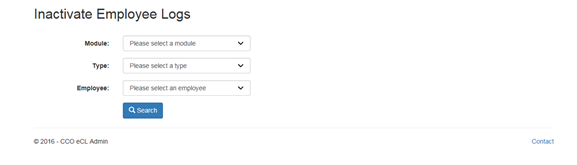 Inactivate Employee Logs
Module: Please select a module
Type: Please select a type
Employee: Please select an employee
Search
© 2016 - CCO eCL Admin Contact